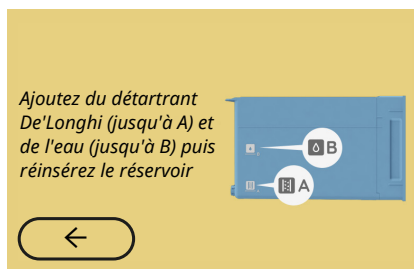 Ajoutez du détartrant
De'Longhi (jusqu'à A) et
de l'eau (jusqu'à B) puis
réinsérez le réservoir
B
A